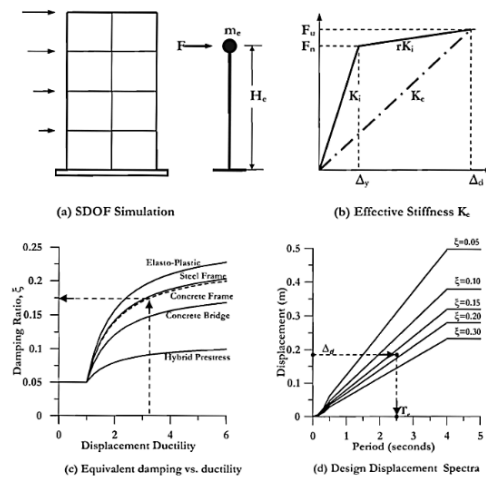 mₑ
F
Hₑ
(a) SDOF Simulation
Fᵤ
Fₙ
rKᵢ
Kᵢ
Kₑ
Δᵧ
Δd
(b) Effective Stiffness Kₑ
0.25
0.2
0.15
0.1
0.05
0
Damping Ratio, ξ
Elasto-Plastic
Steel Frame
Concrete Frame
Concrete Bridge
Hybrid Prestress
0
2
4
6
Displacement Ductility
(c) Equivalent damping vs. ductility
0.5
0.4
0.3
0.2
0.1
0
Displacement (m)
Δd
ξ=0.05
ξ=0.10
ξ=0.15
ξ=0.20
ξ=0.30
Tₑ
0
1
2
3
4
5
Period (seconds)
(d) Design Displacement Spectra